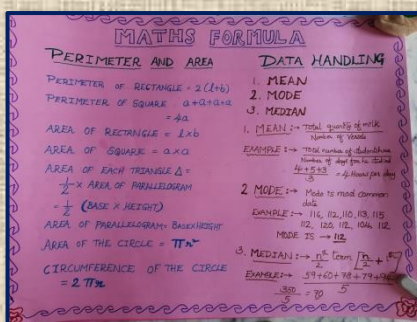 MATHS FORMULA
PERIMETER AND AREA
PERIMETER OF RECTANGLE = 2(l+b)
PERIMETER OF SQUARE a+a+a+a
= 4a
AREA OF RECTANGLE = l×b
AREA OF SQUARE = a×a
AREA OF EACH TRIANGLE Δ =
1/2 × AREA OF PARALLELOGRAM
= 1/2 (BASE × HEIGHT)
AREA OF PARALLELOGRAM = BASE×HEIGHT
AREA OF THE CIRCLE = πr²
CIRCUMFERENCE OF THE CIRCLE
= 2πr
DATA HANDLING
1. MEAN
2. MODE
3. MEDIAN
1. MEAN :→ Total quantity of milk
Number of Vessels
EXAMPLE :→ Total number of
Number of days he studied
4+5+3 = 4 Hours per day
3
2. MODE :→ Mode is most common
data
EXAMPLE :→ 116, 112, 110, 113, 115
112, 120, 112, 112
MODE IS → 112
3. MEDIAN :→ nth term
2
EXAMPLE :→ 59+60+78+79+
5
350 = 70
5